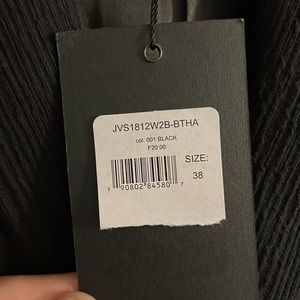 JVS1812W2B-BTHA
col: 001 BLACK
F20 06
SIZE:
38
1 90802 84580 7